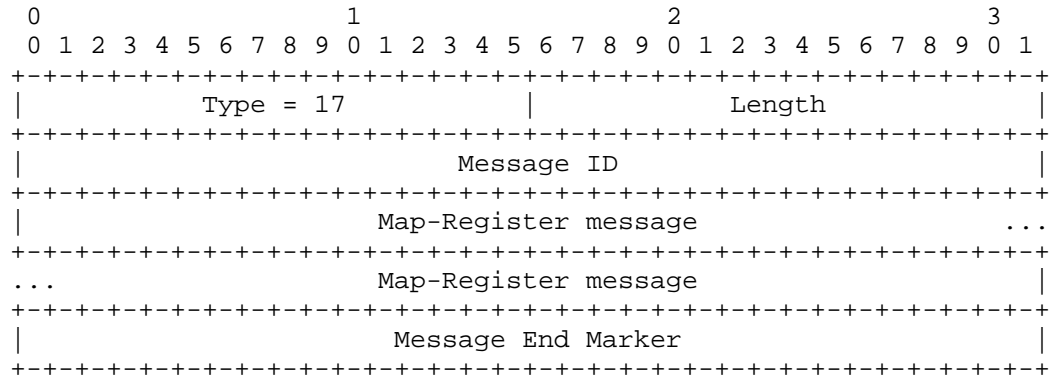 0                   1                   2                   3
 0 1 2 3 4 5 6 7 8 9 0 1 2 3 4 5 6 7 8 9 0 1 2 3 4 5 6 7 8 9 0 1
+-+-+-+-+-+-+-+-+-+-+-+-+-+-+-+-+-+-+-+-+-+-+-+-+-+-+-+-+-+-+-+-+
|           Type = 17           |            Length             |
+-+-+-+-+-+-+-+-+-+-+-+-+-+-+-+-+-+-+-+-+-+-+-+-+-+-+-+-+-+-+-+-+
|                           Message ID                          |
+-+-+-+-+-+-+-+-+-+-+-+-+-+-+-+-+-+-+-+-+-+-+-+-+-+-+-+-+-+-+-+-+
|                      Map-Register message                   ...
+-+-+-+-+-+-+-+-+-+-+-+-+-+-+-+-+-+-+-+-+-+-+-+-+-+-+-+-+-+-+-+-+
...                    Map-Register message                     |
+-+-+-+-+-+-+-+-+-+-+-+-+-+-+-+-+-+-+-+-+-+-+-+-+-+-+-+-+-+-+-+-+
|                       Message End Marker                      |
+-+-+-+-+-+-+-+-+-+-+-+-+-+-+-+-+-+-+-+-+-+-+-+-+-+-+-+-+-+-+-+-+